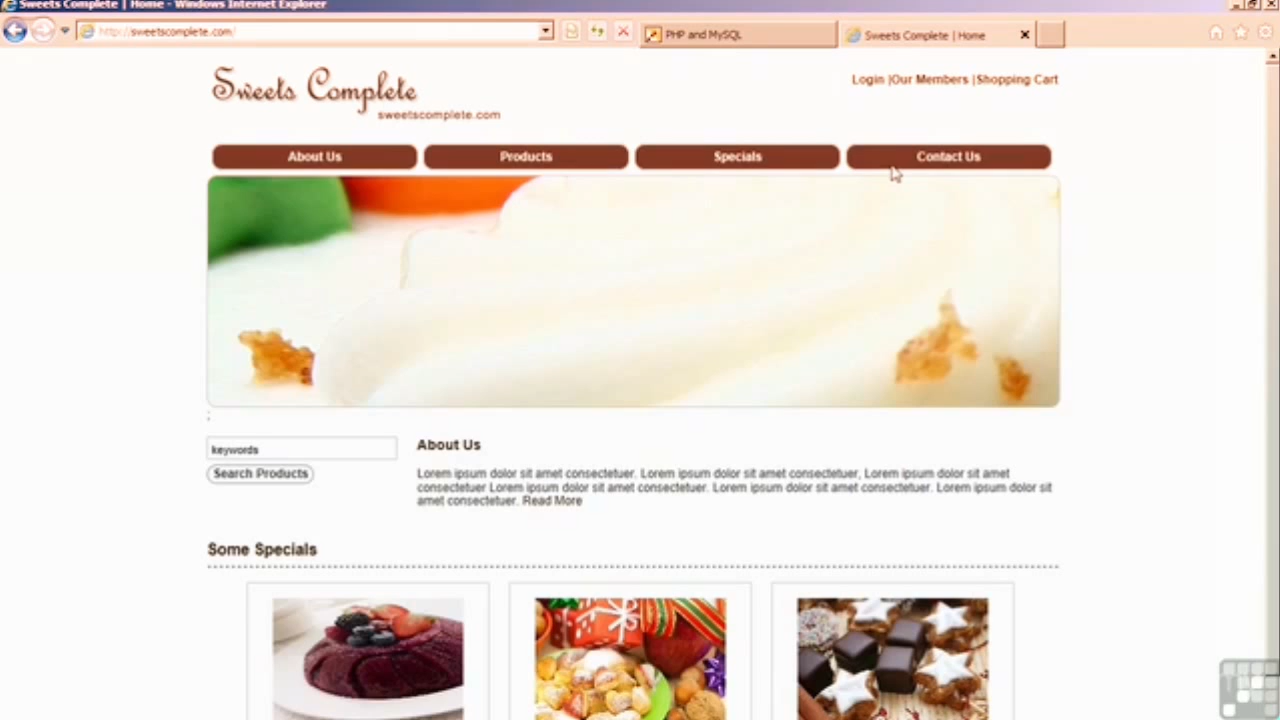 Sweets Complete | Home - Windows Internet Explorer
http://sweetscomplete.com/
PHP and MySQL
Sweets Complete | Home
Sweets Complete
sweetscomplete.com
Login |Our Members |Shopping Cart
About Us
Products
Specials
Contact Us
;
keywords
Search Products
About Us
Lorem ipsum dolor sit amet consectetuer. Lorem ipsum dolor sit amet consectetuer, Lorem ipsum dolor sit amet
consectetuer Lorem ipsum dolor sit amet consectetuer. Lorem ipsum dolor sit amet consectetuer. Lorem ipsum dolor sit
amet consectetuer. Read More
Some Specials